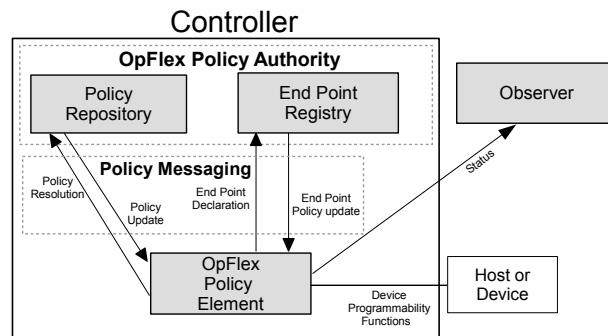 Controller
OpFlex Policy Authority
Policy
Repository
End Point
Registry
Observer
Policy Messaging
Policy
Resolution
Policy
Update
End Point
Declaration
End Point
Policy update
Status
OpFlex
Policy
Element
Device
Programmability
Functions
Host or
Device